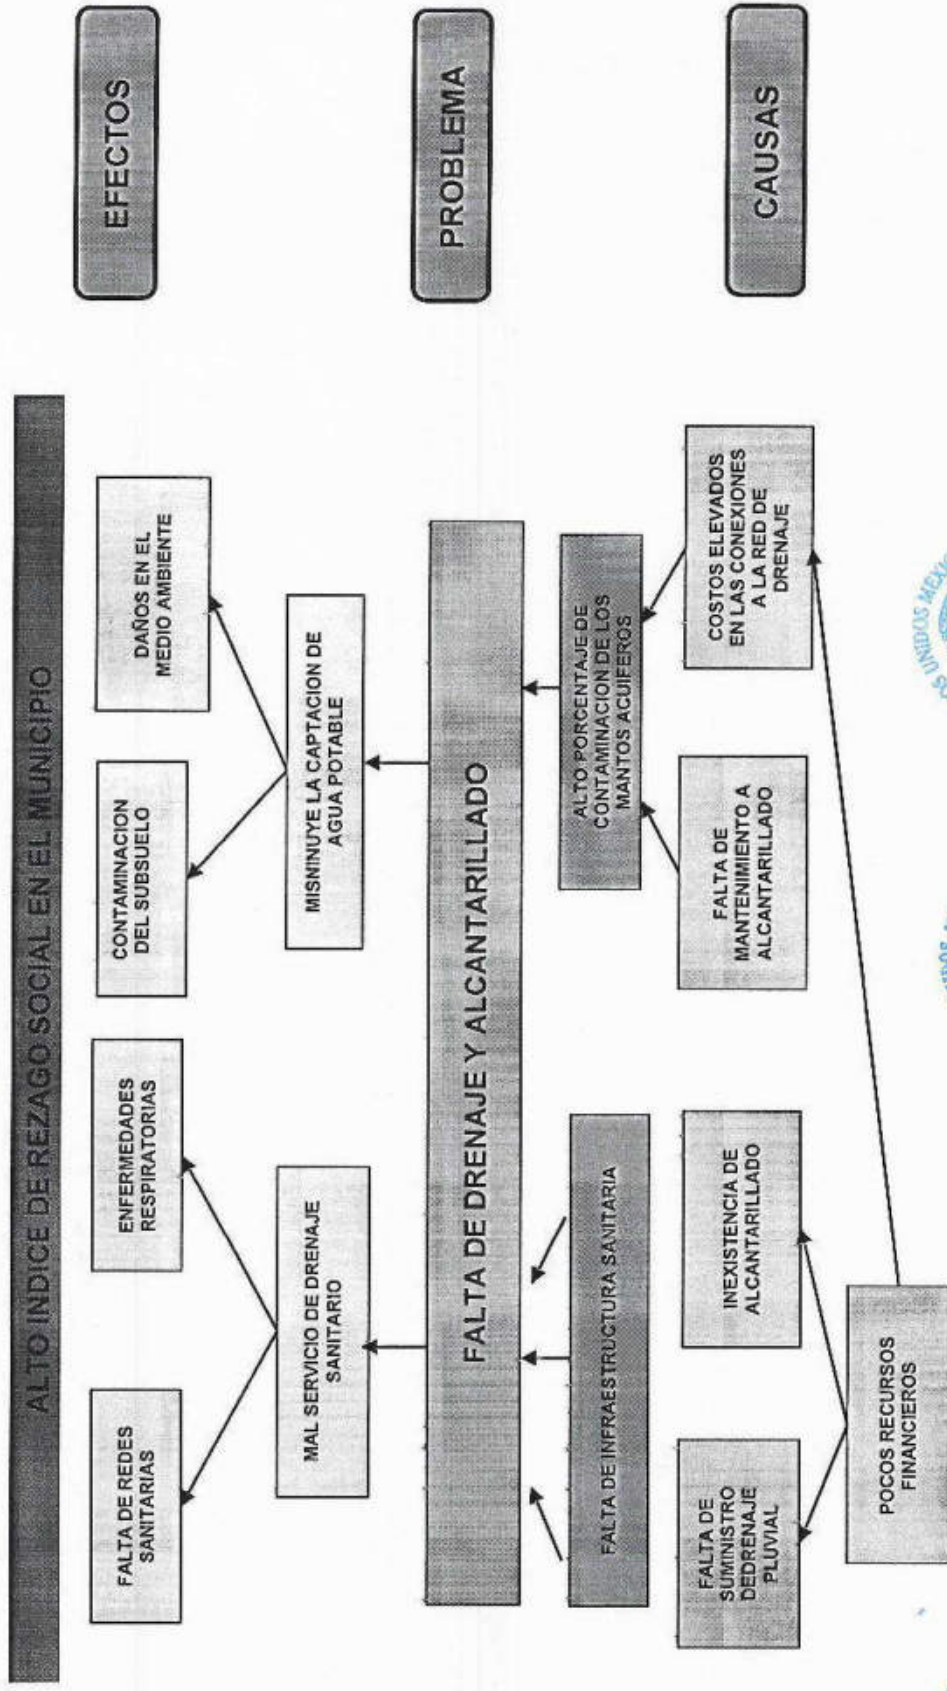 ALTO INDICE DE REZAGO SOCIAL EN EL MUNICIPIO
EFECTOS
FALTA DE REDES
SANITARIAS
ENFERMEDADES
RESPIRATORIAS
CONTAMINACION
DEL SUBSUELO
DAÑOS EN EL
MEDIO AMBIENTE
MAL SERVICIO DE DRENAJE
SANITARIO
MISNINUYE LA CAPTACION DE
AGUA POTABLE
PROBLEMA
FALTA DE DRENAJE Y ALCANTARILLADO
FALTA DE INFRAESTRUCTURA SANITARIA
ALTO PORCENTAJE DE
CONTAMINACION DE LOS
MANTOS ACUIFEROS
CAUSAS
FALTA DE
SUMINISTRO
DEDRENAJE
PLUVIAL
INEXISTENCIA DE
ALCANTARILLADO
FALTA DE
MANTENIMIENTO A
ALCANTARILLADO
COSTOS ELEVADOS
EN LAS CONEXIONES
A LA RED DE
DRENAJE
POCOS RECURSOS
FINANCIEROS
UNIDOS